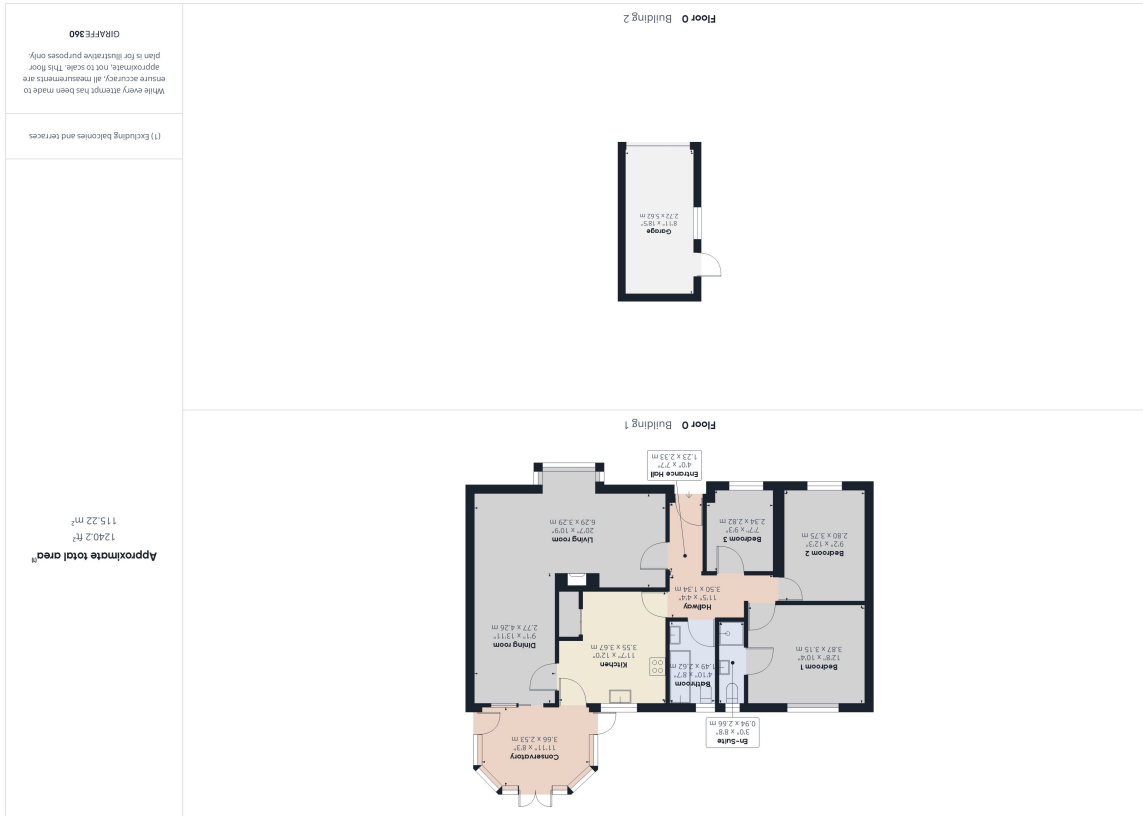 Conservatory
11'11" x 8'3"
3.66 x 2.53 m
En-Suite
3'0" x 8'8"
0.94 x 2.66 m
Bedroom 1
12'8" x 10'4"
3.87 x 3.15 m
Bathroom
4'10" x 8'7"
1.49 x 2.62 m
Kitchen
11'7" x 12'0"
3.55 x 3.67 m
Dining room
9'1" x 13'11"
2.77 x 4.26 m
Hallway
11'5" x 4'4"
3.50 x 1.34 m
Bedroom 2
9'2" x 12'3"
2.80 x 3.75 m
Bedroom 3
7'7" x 9'3"
2.34 x 2.82 m
Living room
20'7" x 10'9"
6.29 x 3.29 m
Entrance Hall
4'0" x 7'7"
1.23 x 2.33 m
Floor 0 Building 1
Garage
8'11" x 18'5"
2.72 x 5.62 m
Floor 0 Building 2
Approximate total area(1)
1240.2 ft²
115.22 m²
(1) Excluding balconies and terraces
While every attempt has been made to
ensure accuracy, all measurements are
approximate, not to scale. This floor
plan is for illustrative purposes only.
GIRAFFE360